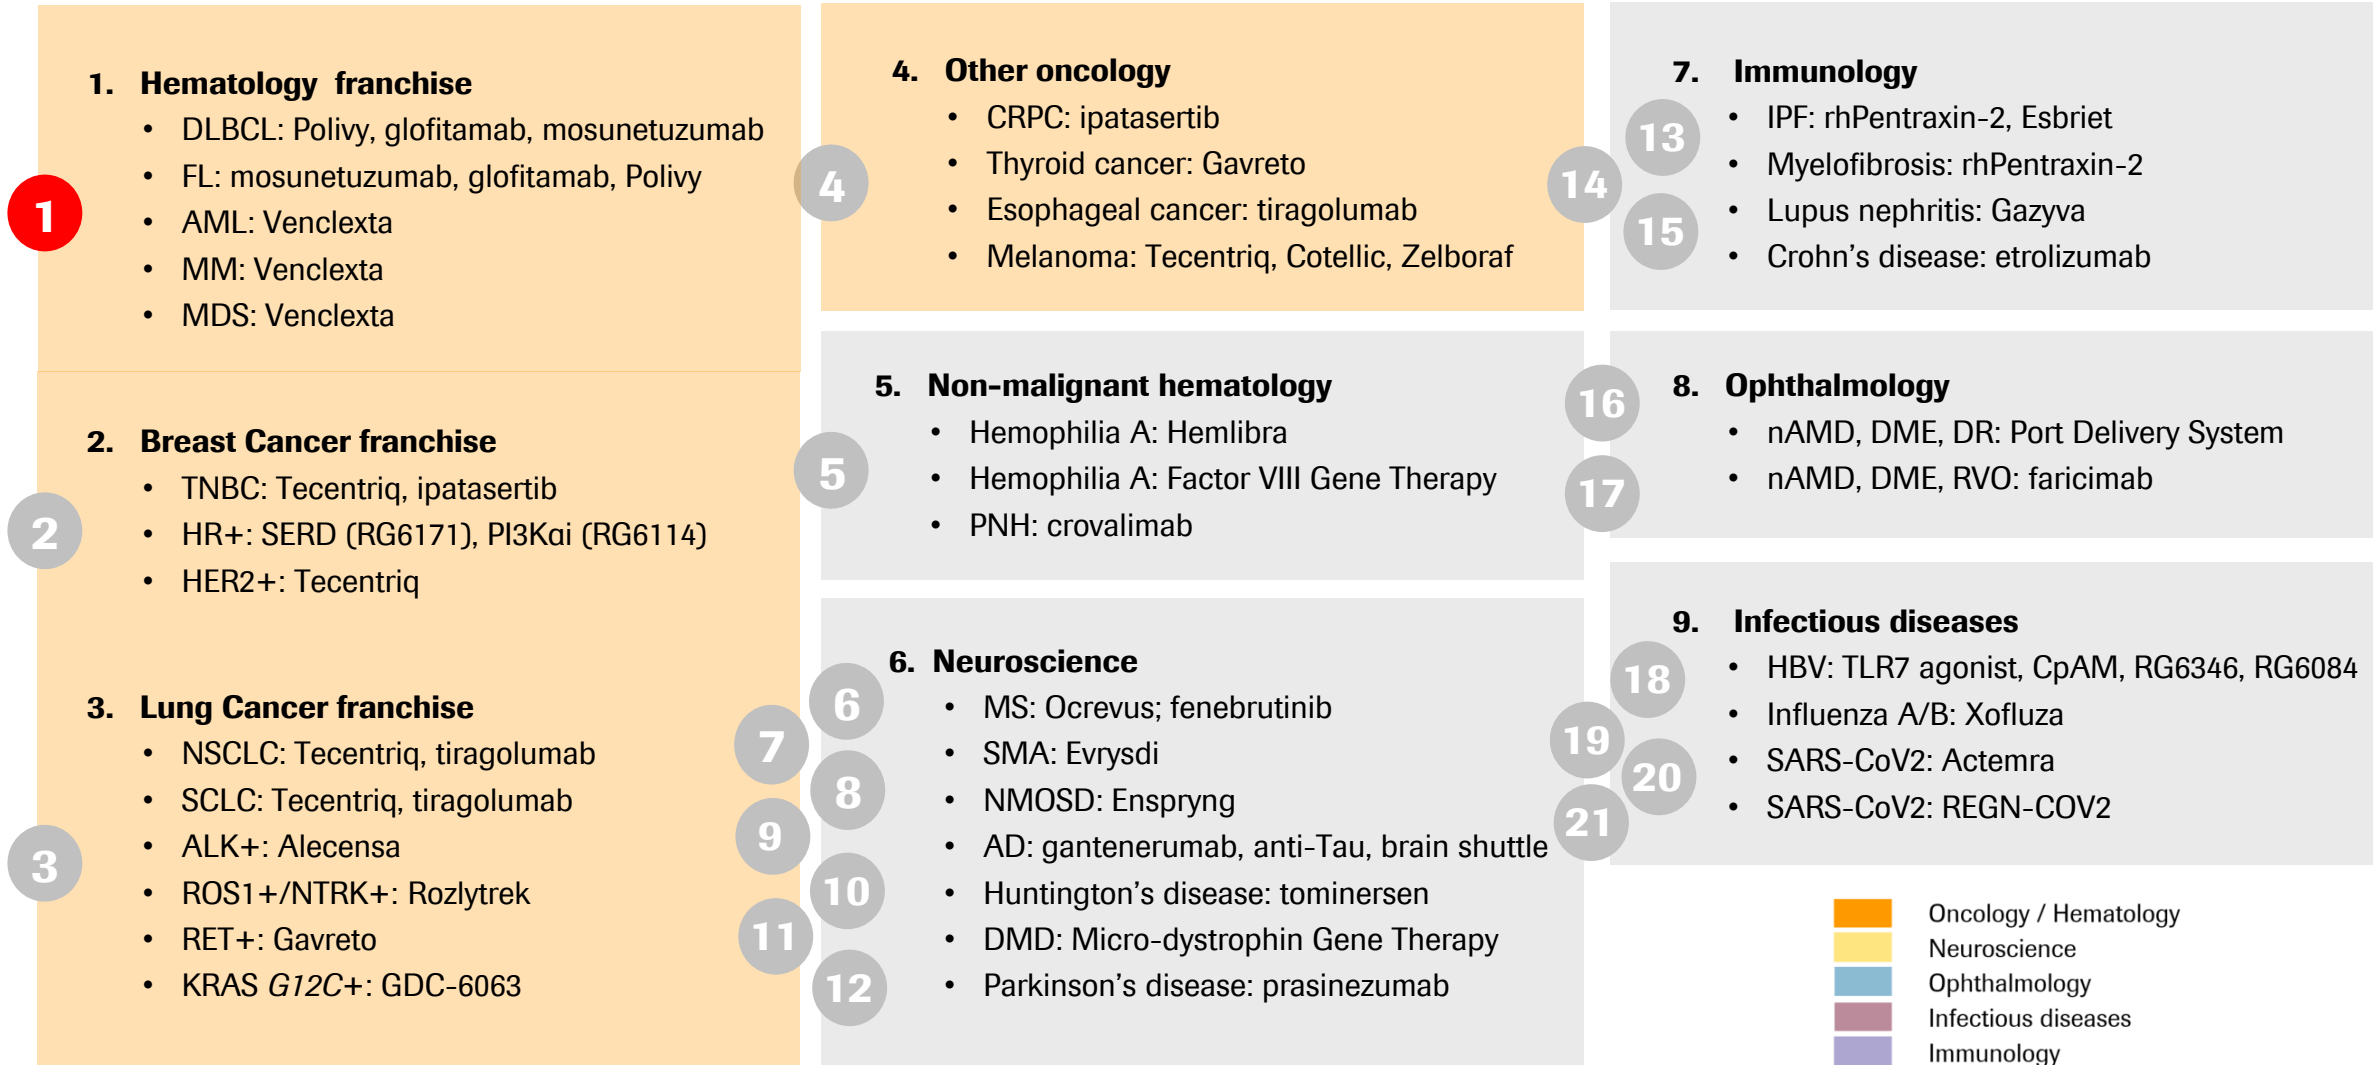 1. Hematology franchise
• DLBCL: Polivy, glofitamab, mosunetuzumab
• FL: mosunetuzumab, glofitamab, Polivy
• AML: Venclexta
• MM: Venclexta
• MDS: Venclexta
1
2. Breast Cancer franchise
• TNBC: Tecentriq, ipatasertib
• HR+: SERD (RG6171), PI3Kαi (RG6114)
• HER2+: Tecentriq
2
3. Lung Cancer franchise
• NSCLC: Tecentriq, tiragolumab
• SCLC: Tecentriq, tiragolumab
• ALK+: Alecensa
• ROS1+/NTRK+: Rozlytrek
• RET+: Gavreto
• KRAS G12C+: GDC-6063
3
4. Other oncology
• CRPC: ipatasertib
• Thyroid cancer: Gavreto
• Esophageal cancer: tiragolumab
• Melanoma: Tecentriq, Cotellic, Zelboraf
4
5. Non-malignant hematology
• Hemophilia A: Hemlibra
• Hemophilia A: Factor VIII Gene Therapy
• PNH: crovalimab
5
6. Neuroscience
• MS: Ocrevus; fenebrutinib
• SMA: Evrysdi
• NMOSD: Enspryng
• AD: gantenerumab, anti-Tau, brain shuttle
• Huntington's disease: tominersen
• DMD: Micro-dystrophin Gene Therapy
• Parkinson's disease: prasinezumab
6
7
8
9
10
11
12
7. Immunology
• IPF: rhPentraxin-2, Esbriet
• Myelofibrosis: rhPentraxin-2
• Lupus nephritis: Gazyva
• Crohn's disease: etrolizumab
13
14
15
8. Ophthalmology
• nAMD, DME, DR: Port Delivery System
• nAMD, DME, RVO: faricimab
16
17
9. Infectious diseases
• HBV: TLR7 agonist, CpAM, RG6346, RG6084
• Influenza A/B: Xofluza
• SARS-CoV2: Actemra
• SARS-CoV2: REGN-COV2
18
19
20
21
Oncology / Hematology
Neuroscience
Ophthalmology
Infectious diseases
Immunology